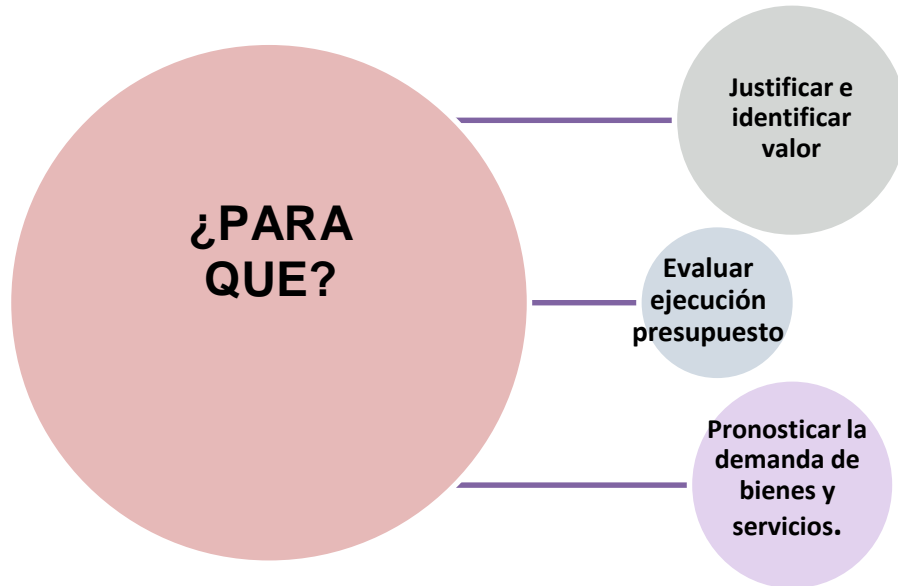 ¿PARA
QUE?
Justificar e
identificar
valor
Evaluar
ejecución
presupuesto
Pronosticar la
demanda de
bienes y
servicios.